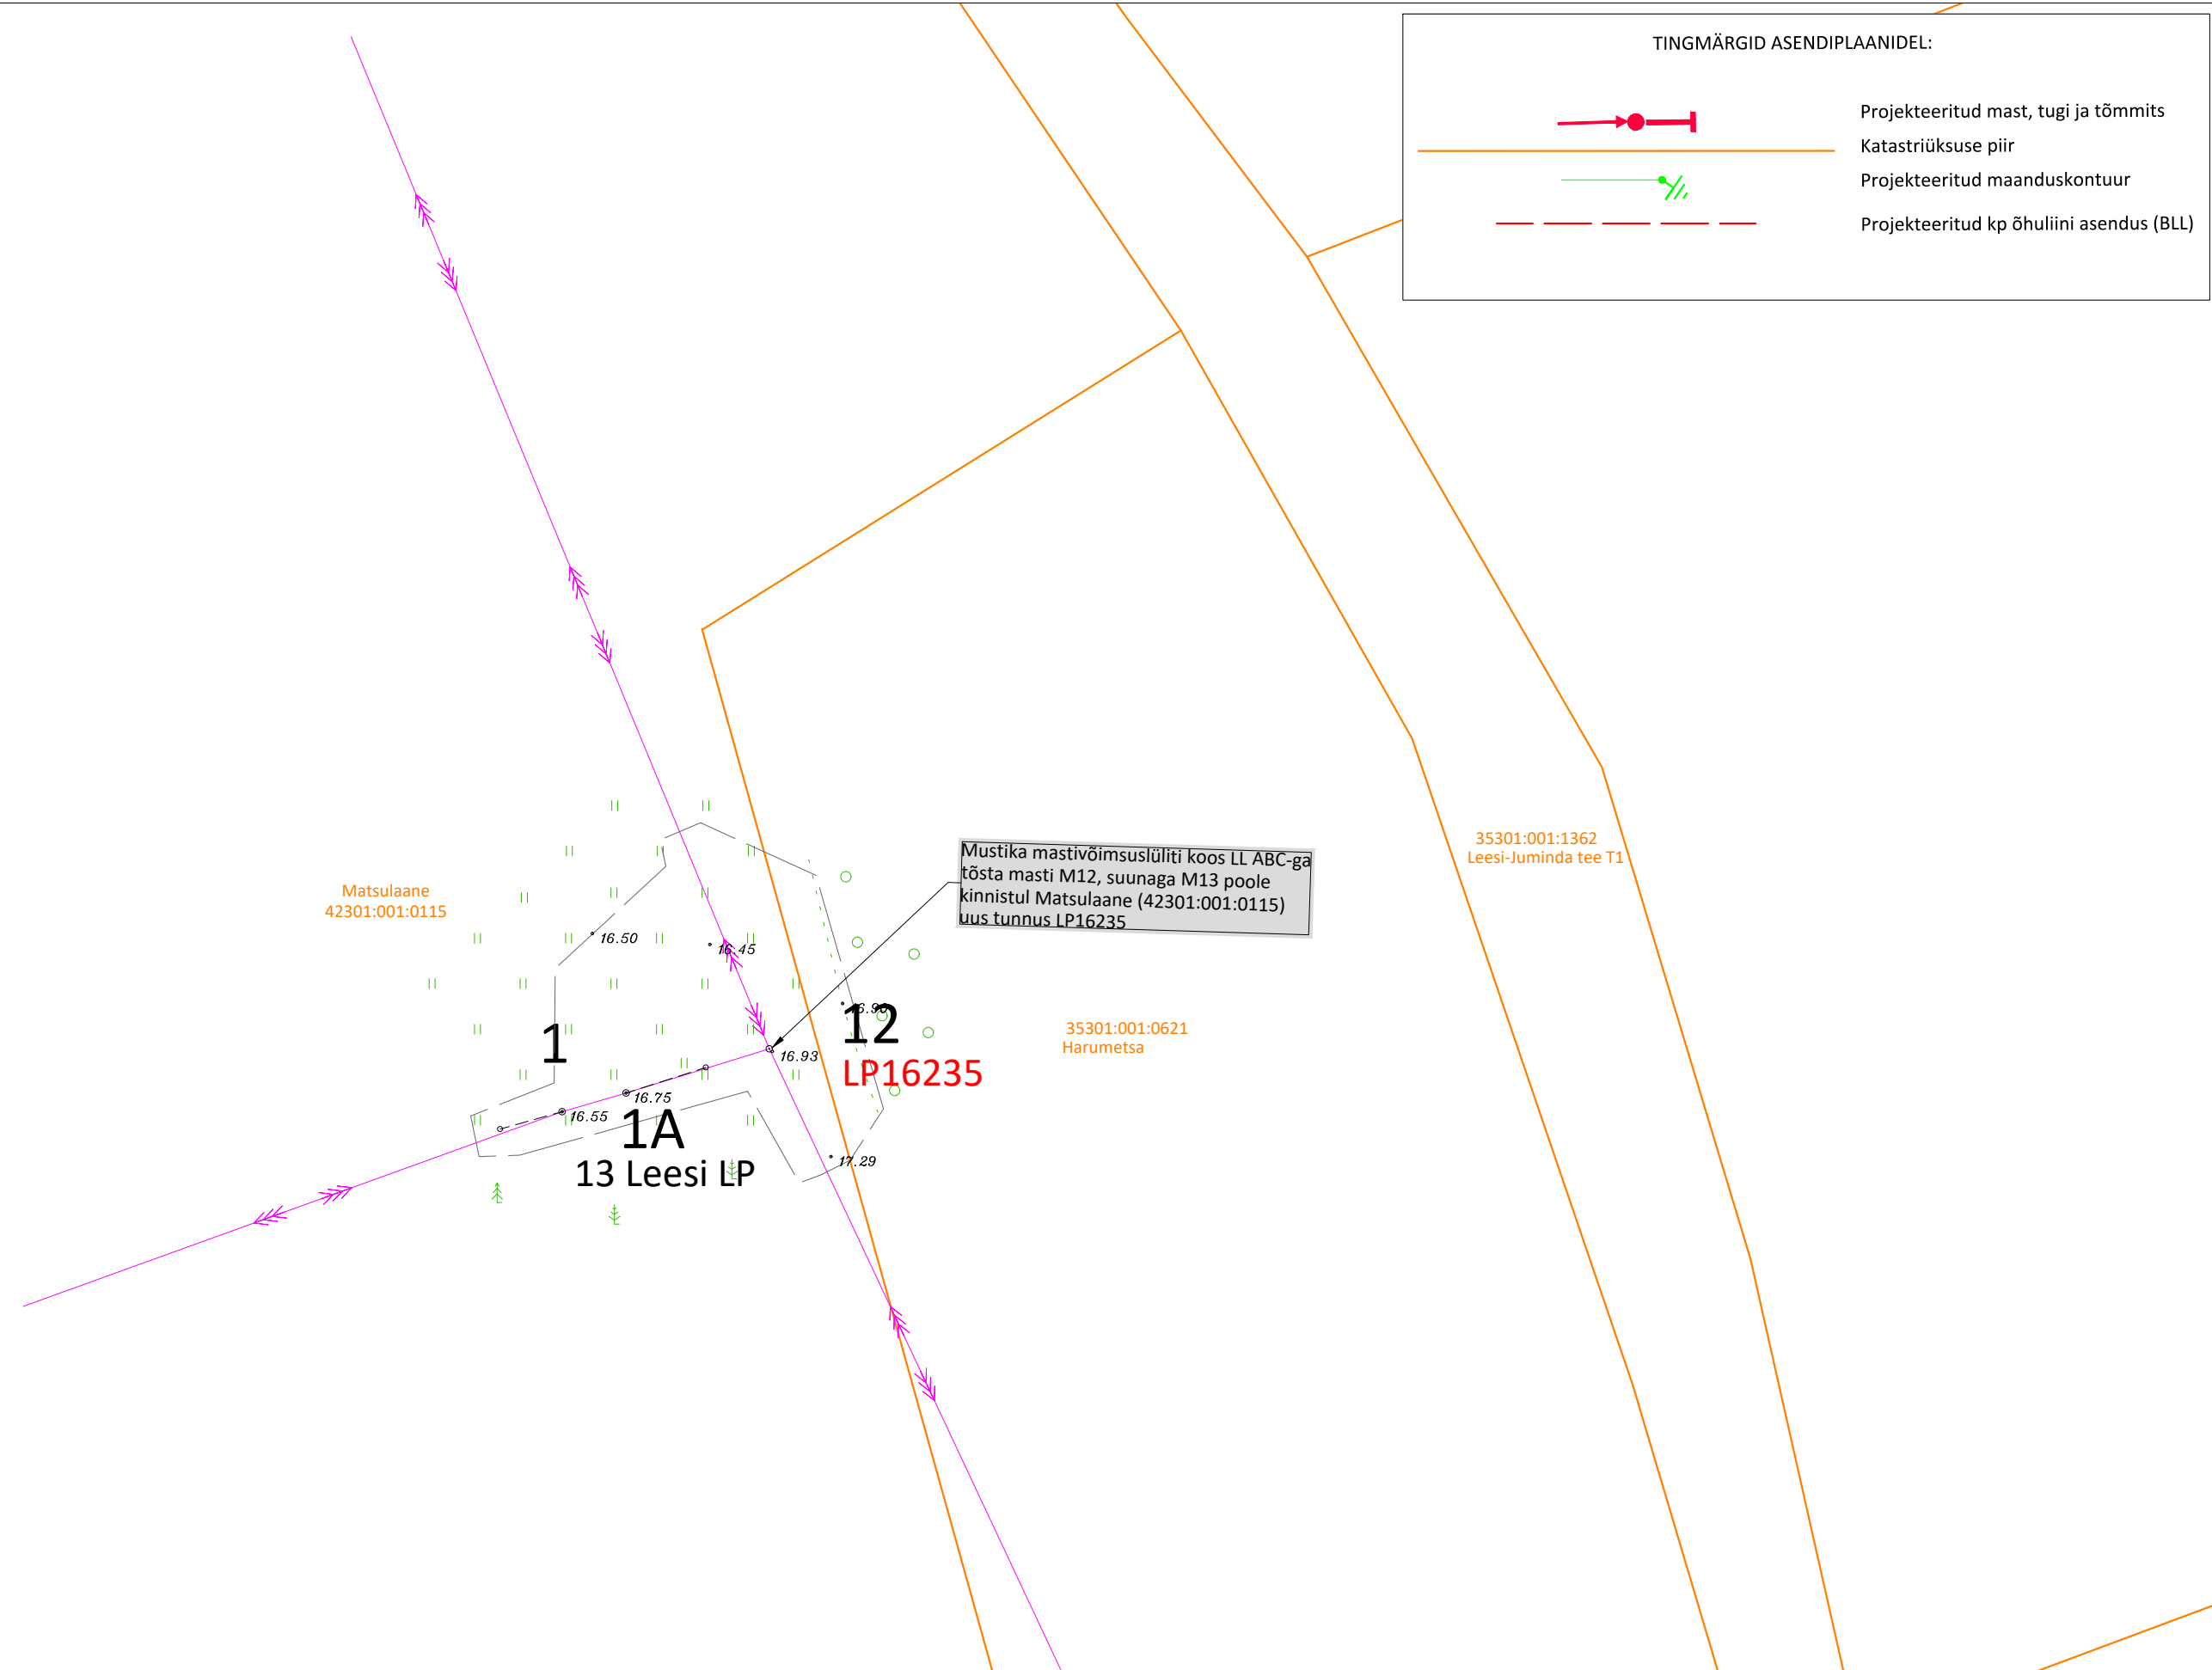 TINGMÄRGID ASENDIPLAANIDEL:
Projekteeritud mast, tugi ja tõmmits
Katastriüksuse piir
Projekteeritud maanduskontuur
Projekteeritud kp õhuliini asendus (BLL)
35301:001:1362
Leesi-Juminda tee T1
Mustika mastivõimsuslüliti koos LL ABC-ga
tõsta masti M12, suunaga M13 poole
kinnistul Matsulaane (42301:001:0115)
uus tunnus LP16235
Matsulaane
42301:001:0115
16.50
16.45
16.90
12
35301:001:0621
Harumetsa
1
16.93
LP16235
16.75
16.55
1A
17.29
13 Leesi LP